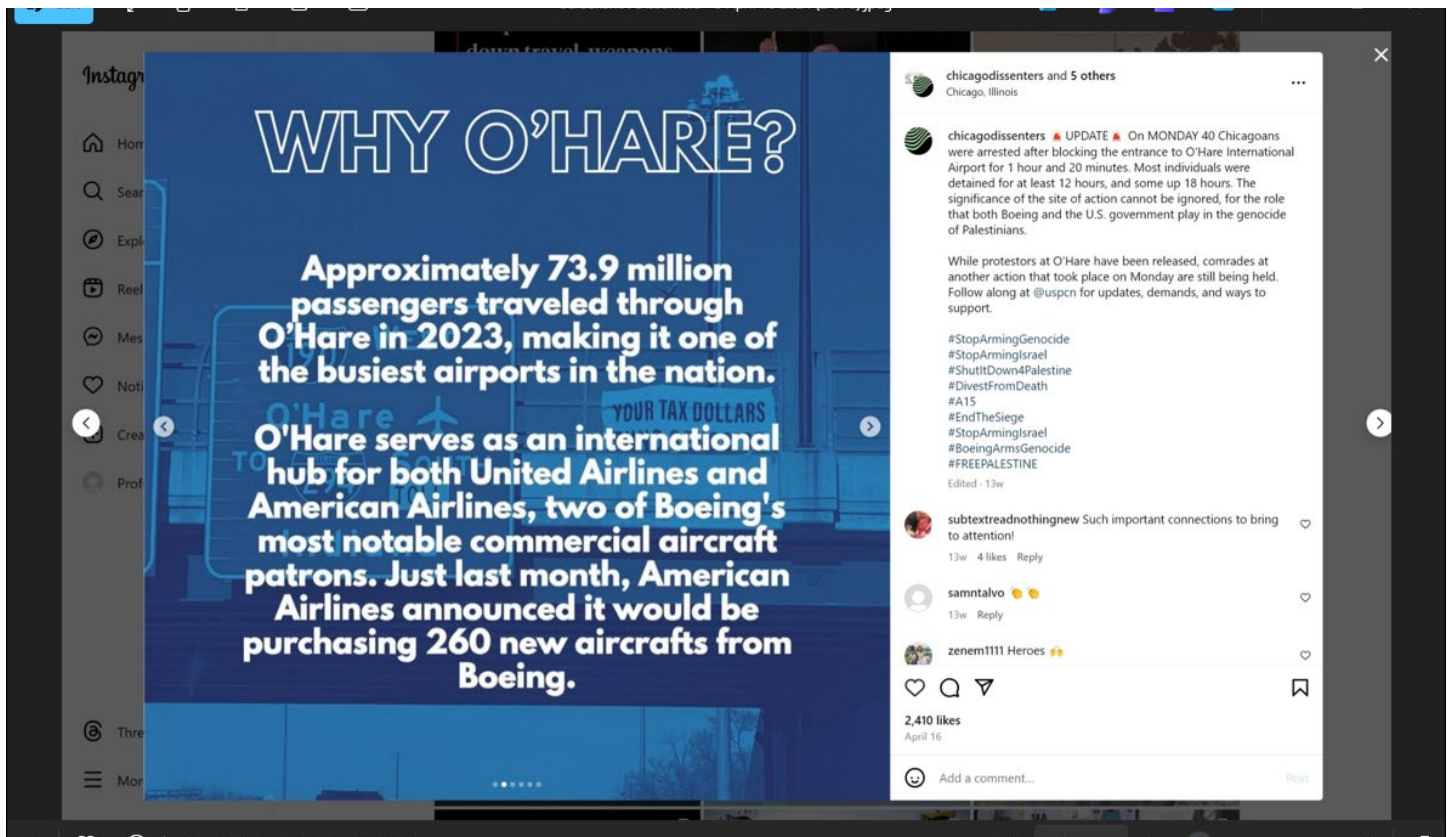 down travel, weapons
Instagr
Hom
Sear
Expl
Reel
Mes
Noti
Crea
Prof
Thre
Mor
WHY O'HARE?
Approximately 73.9 million
passengers traveled through
O'Hare in 2023, making it one of
the busiest airports in the nation.
O'Hare serves as an international
hub for both United Airlines and
American Airlines, two of Boeing's
most notable commercial aircraft
patrons. Just last month, American
Airlines announced it would be
purchasing 260 new aircrafts from
Boeing.
190
O'Hare
TO
294
South
TOLL
Indiana
YOUR TAX DOLLARS
chicagodissenters and 5 others
Chicago, Illinois
chicagodissenters 🚨 UPDATE 🚨 On MONDAY 40 Chicagoans
were arrested after blocking the entrance to O'Hare International
Airport for 1 hour and 20 minutes. Most individuals were
detained for at least 12 hours, and some up 18 hours. The
significance of the site of action cannot be ignored, for the role
that both Boeing and the U.S. government play in the genocide
of Palestinians.
While protestors at O'Hare have been released, comrades at
another action that took place on Monday are still being held.
Follow along at @uspcn for updates, demands, and ways to
support.
#StopArmingGenocide
#StopArmingIsrael
#ShutItDown4Palestine
#DivestFromDeath
#A15
#EndTheSiege
#StopArmingIsrael
#BoeingArmsGenocide
#FREEPALESTINE
Edited · 13w
subtextreadnothingnew Such important connections to bring
to attention!
13w 4 likes Reply
samntalvo 👏 👏
13w Reply
zenem1111 Heroes 🙌
2,410 likes
April 16
Add a comment...
Post
SEA